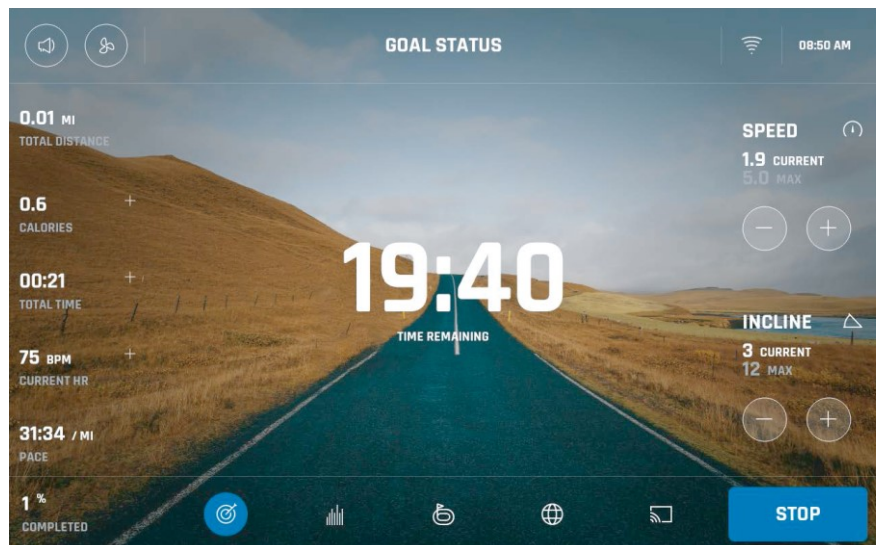 GOAL STATUS
08:50 AM
0.01 MI
TOTAL DISTANCE
0.6
CALORIES
00:21
TOTAL TIME
75 BPM
CURRENT HR
31:34 / MI
PACE
1 %
COMPLETED
19:40
TIME REMAINING
SPEED
1.9 CURRENT
5.0 MAX
INCLINE
3 CURRENT
12 MAX
STOP